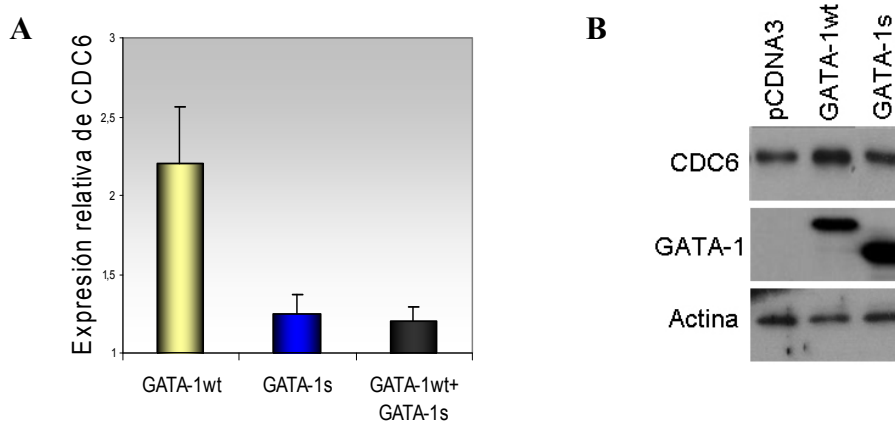 A
Expresión relativa de CDC6
3
2,5
2
1,5
1
GATA-1wt
GATA-1s
GATA-1wt+
GATA-1s
B
pCDNA3
GATA-1wt
GATA-1s
CDC6
GATA-1
Actina